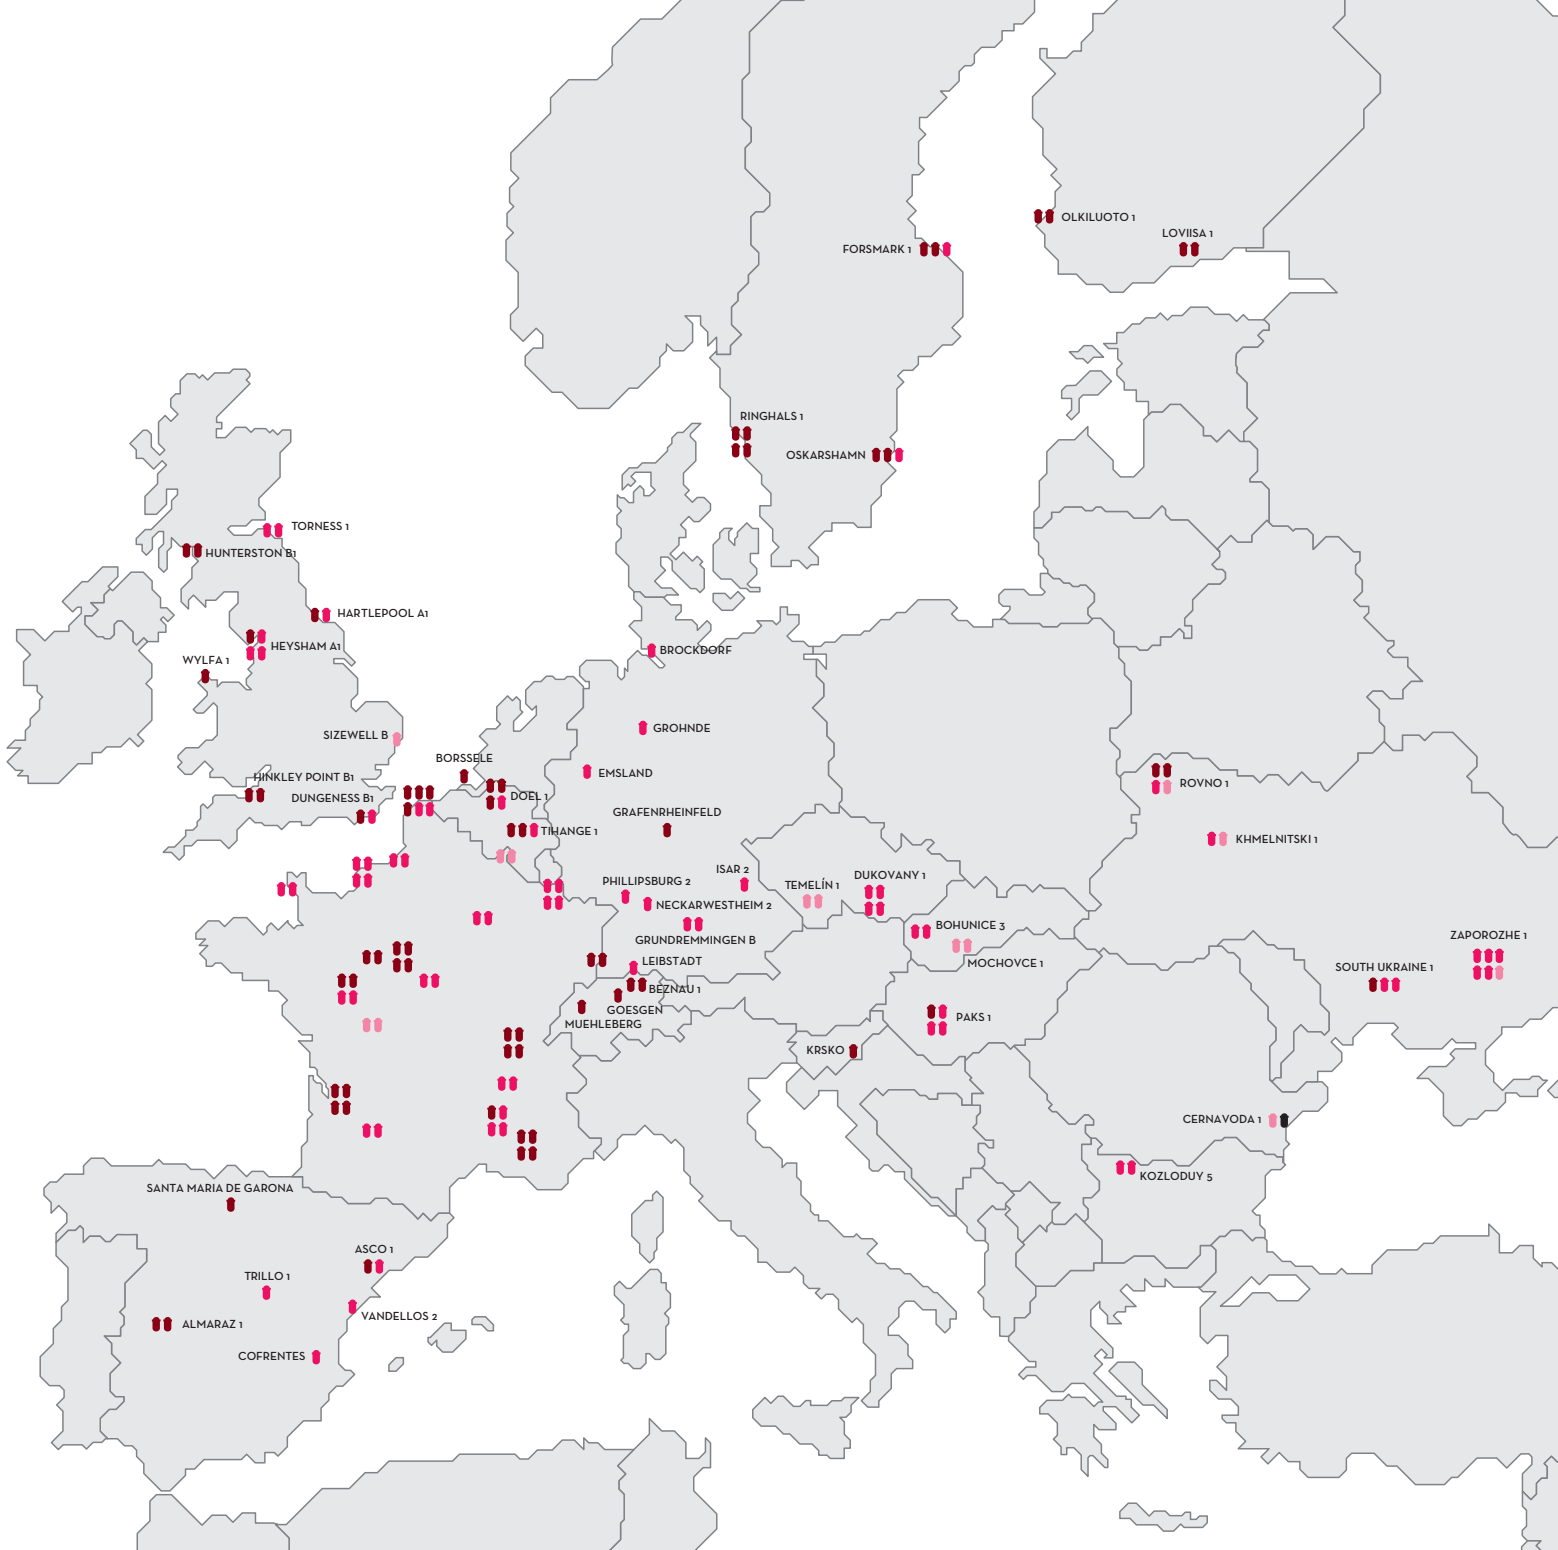 OLKILUOTO 1
LOVIISA 1
FORSMARK 1
RINGHALS 1
OSKARSHAMN
TORNESS 1
HUNTERSTON B1
HARTLEPOOL A1
HEYSHAM A1
WYLFA 1
BROCKDORF
SIZEWELL B
GROHNDE
BORSSELE
EMSLAND
HINKLEY POINT B1
ROVNO 1
DUNGENESS B1
DOEL 1
GRAFENRHEINFELD
TIHANGE 1
KHMELNITSKI 1
ISAR 2
DUKOVANY 1
PHILLIPSBURG 2
TEMELÍN 1
NECKARWESTHEIM 2
BOHUNICE 3
ZAPOROZHE 1
GRUNDREMMINGEN B
LEIBSTADT
MOCHOVCE 1
SOUTH UKRAINE 1
BEZNAU 1
GOESGEN
PAKS 1
MUEHLEBERG
KRSKO
CERNAVODA 1
KOZLODUY 5
SANTA MARIA DE GARONA
ASCO 1
TRILLO 1
VANDELLOS 2
ALMARAZ 1
COFRENTES